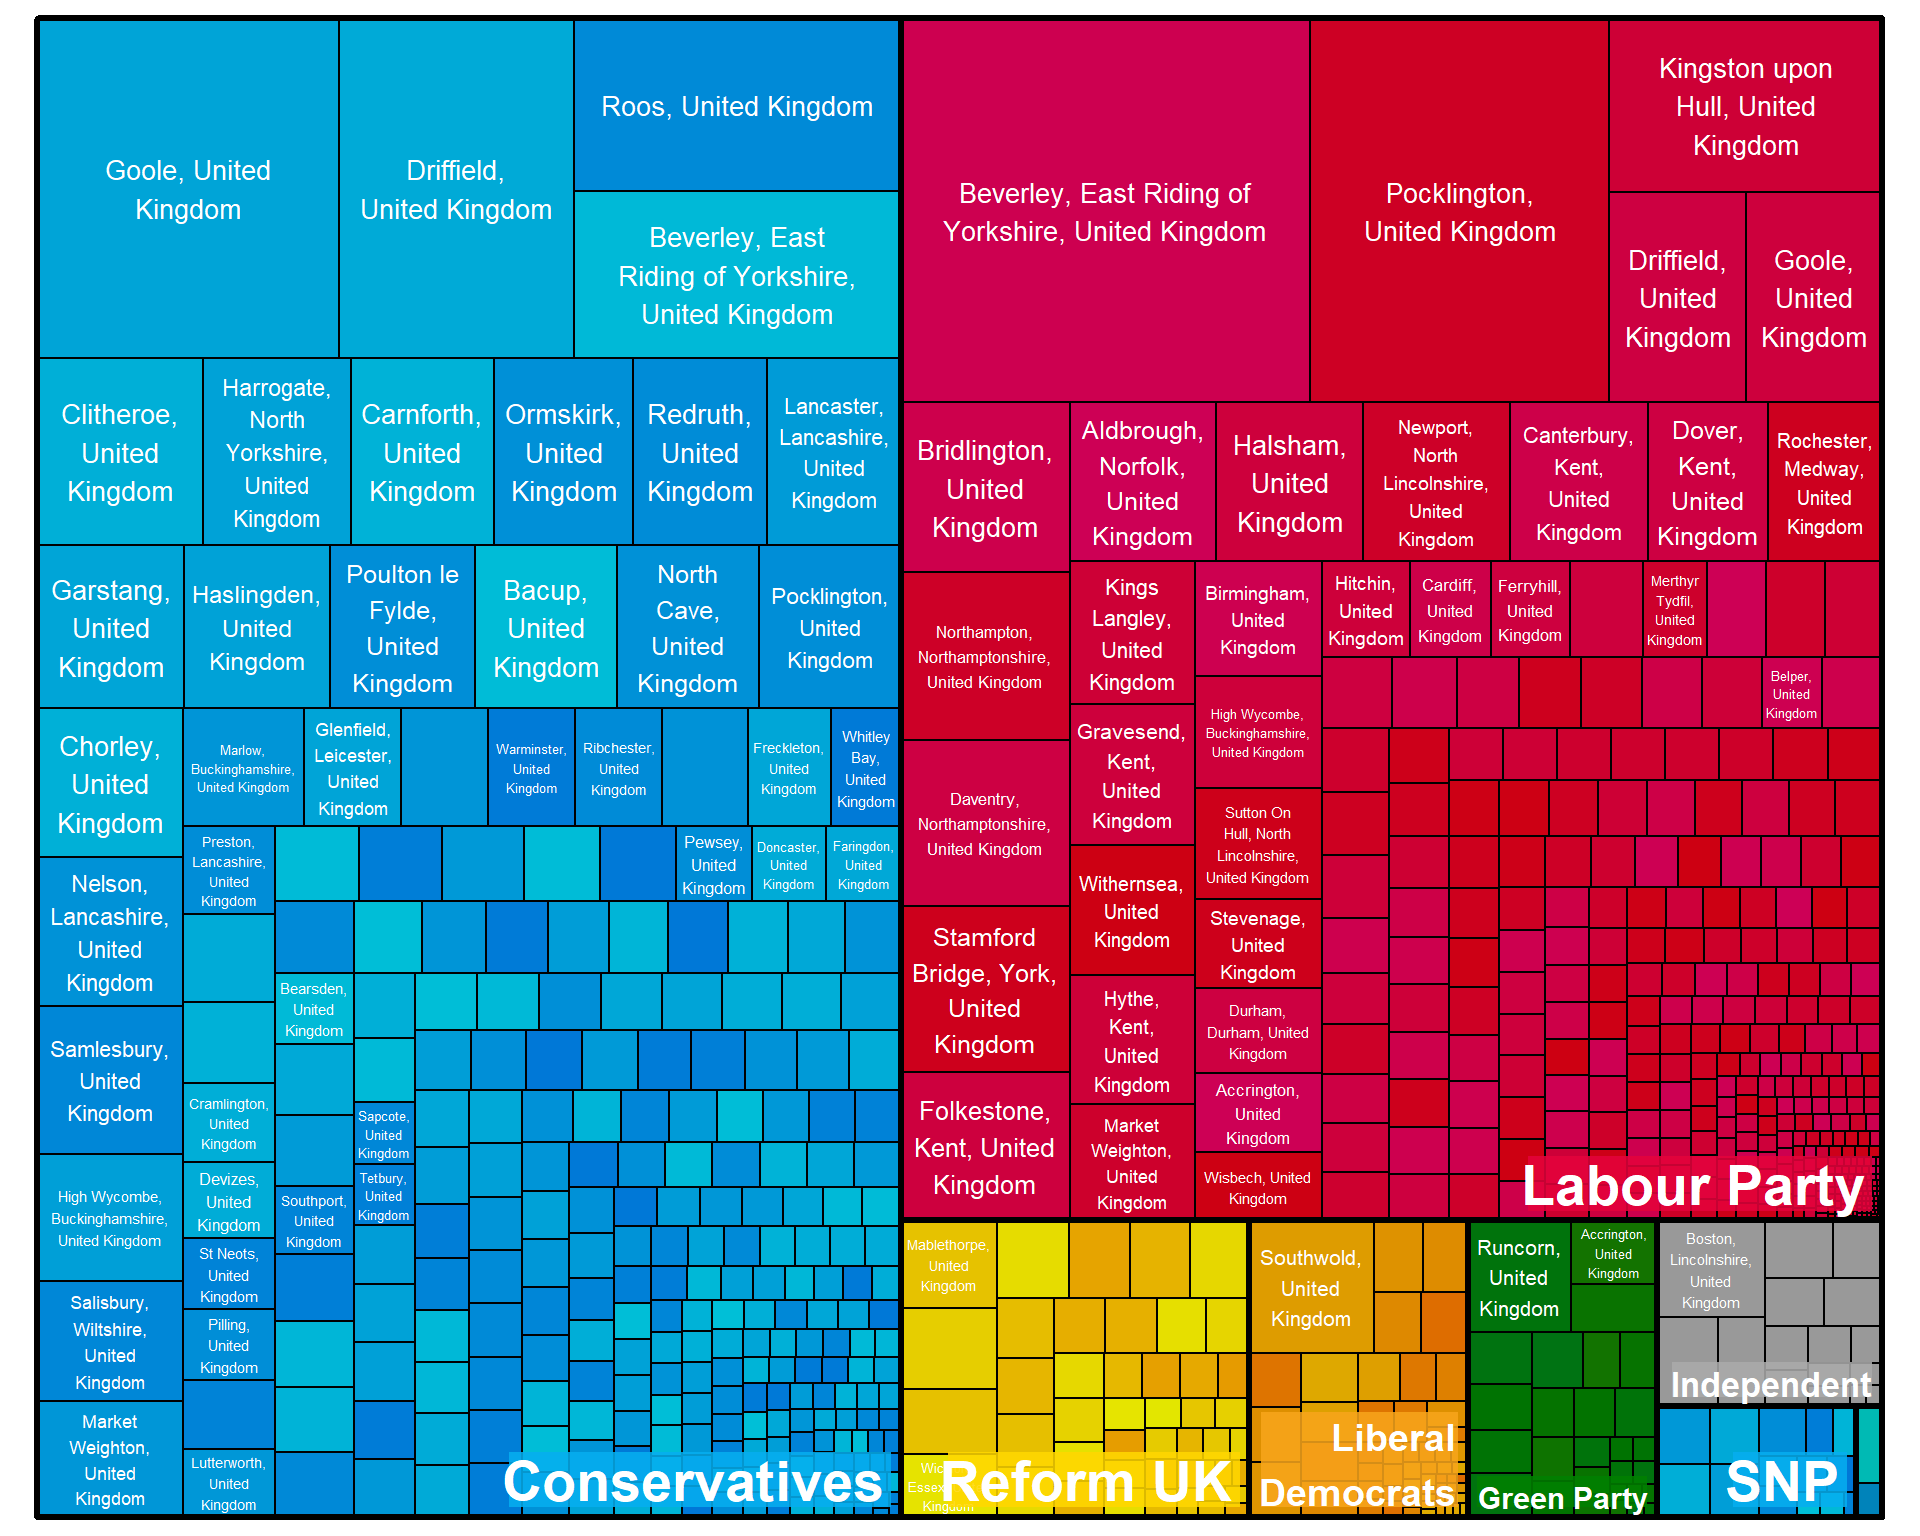 Goole, United
Kingdom
Driffield,
United Kingdom
Roos, United Kingdom
Beverley, East
Riding of Yorkshire,
United Kingdom
Clitheroe,
United
Kingdom
Harrogate,
North
Yorkshire,
United
Kingdom
Carnforth,
United
Kingdom
Ormskirk,
United
Kingdom
Redruth,
United
Kingdom
Lancaster,
Lancashire,
United
Kingdom
Garstang,
United
Kingdom
Haslingden,
United
Kingdom
Poulton le
Fylde,
United
Kingdom
Bacup,
United
Kingdom
North
Cave,
United
Kingdom
Pocklington,
United
Kingdom
Chorley,
United
Kingdom
Marlow,
Buckinghamshire,
United Kingdom
Glenfield,
Leicester,
United
Kingdom
Warminster,
United
Kingdom
Ribchester,
United
Kingdom
Freckleton,
United
Kingdom
Whitley
Bay,
United
Kingdom
Preston,
Lancashire,
United
Kingdom
Pewsey,
United
Kingdom
Doncaster,
United
Kingdom
Faringdon,
United
Kingdom
Nelson,
Lancashire,
United
Kingdom
Bearsden,
United
Kingdom
Samlesbury,
United
Kingdom
Cramlington,
United
Kingdom
Sapcote,
United
Kingdom
High Wycombe,
Buckinghamshire,
United Kingdom
Devizes,
United
Kingdom
Southport,
United
Kingdom
Tetbury,
United
Kingdom
St Neots,
United
Kingdom
Salisbury,
Wiltshire,
United
Kingdom
Pilling,
United
Kingdom
Market
Weighton,
United
Kingdom
Lutterworth,
United
Kingdom
Conservatives
Beverley, East Riding of
Yorkshire, United Kingdom
Pocklington,
United Kingdom
Kingston upon
Hull, United
Kingdom
Driffield,
United
Kingdom
Goole,
United
Kingdom
Bridlington,
United
Kingdom
Aldbrough,
Norfolk,
United
Kingdom
Halsham,
United
Kingdom
Newport,
North
Lincolnshire,
United
Kingdom
Canterbury,
Kent,
United
Kingdom
Dover,
Kent,
United
Kingdom
Rochester,
Medway,
United
Kingdom
Northampton,
Northamptonshire,
United Kingdom
Kings
Langley,
United
Kingdom
Birmingham,
United
Kingdom
Hitchin,
United
Kingdom
Cardiff,
United
Kingdom
Ferryhill,
United
Kingdom
Merthyr
Tydfil,
United
Kingdom
Belper,
United
Kingdom
High Wycombe,
Buckinghamshire,
United Kingdom
Gravesend,
Kent,
United
Kingdom
Daventry,
Northamptonshire,
United Kingdom
Sutton On
Hull, North
Lincolnshire,
United Kingdom
Withernsea,
United
Kingdom
Stevenage,
United
Kingdom
Stamford
Bridge, York,
United
Kingdom
Hythe,
Kent,
United
Kingdom
Durham,
Durham, United
Kingdom
Folkestone,
Kent, United
Kingdom
Accrington,
United
Kingdom
Market
Weighton,
United
Kingdom
Wisbech, United
Kingdom
Labour Party
Mablethorpe,
United
Kingdom
Essex
Kingdom
Reform UK
Southwold,
United
Kingdom
Liberal
Democrats
Runcorn,
United
Kingdom
Accrington,
United
Kingdom
Green Party
Boston,
Lincolnshire,
United
Kingdom
Independent
SNP